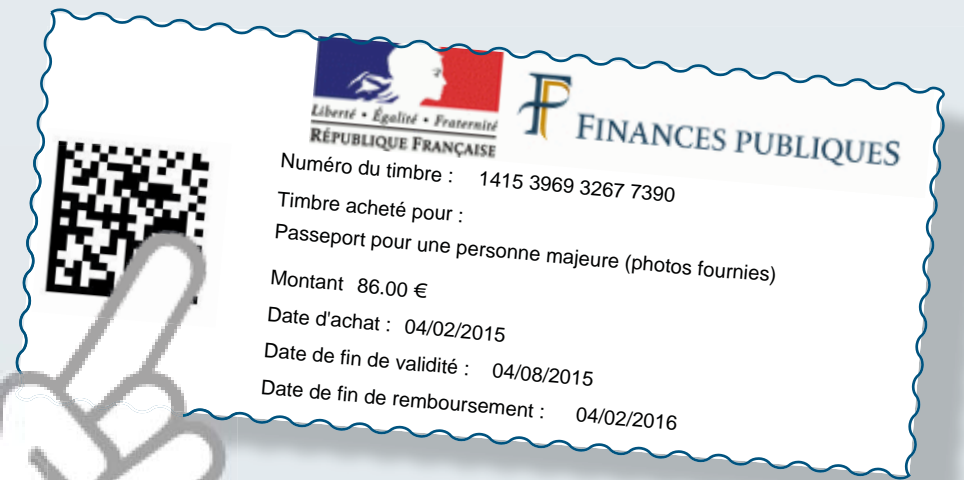 Liberté • Égalité • Fraternité
RÉPUBLIQUE FRANÇAISE
FINANCES PUBLIQUES
Numéro du timbre : 1415 3969 3267 7390
Timbre acheté pour :
Passeport pour une personne majeure (photos fournies)
Montant 86.00 €
Date d'achat : 04/02/2015
Date de fin de validité : 04/08/2015
Date de fin de remboursement : 04/02/2016